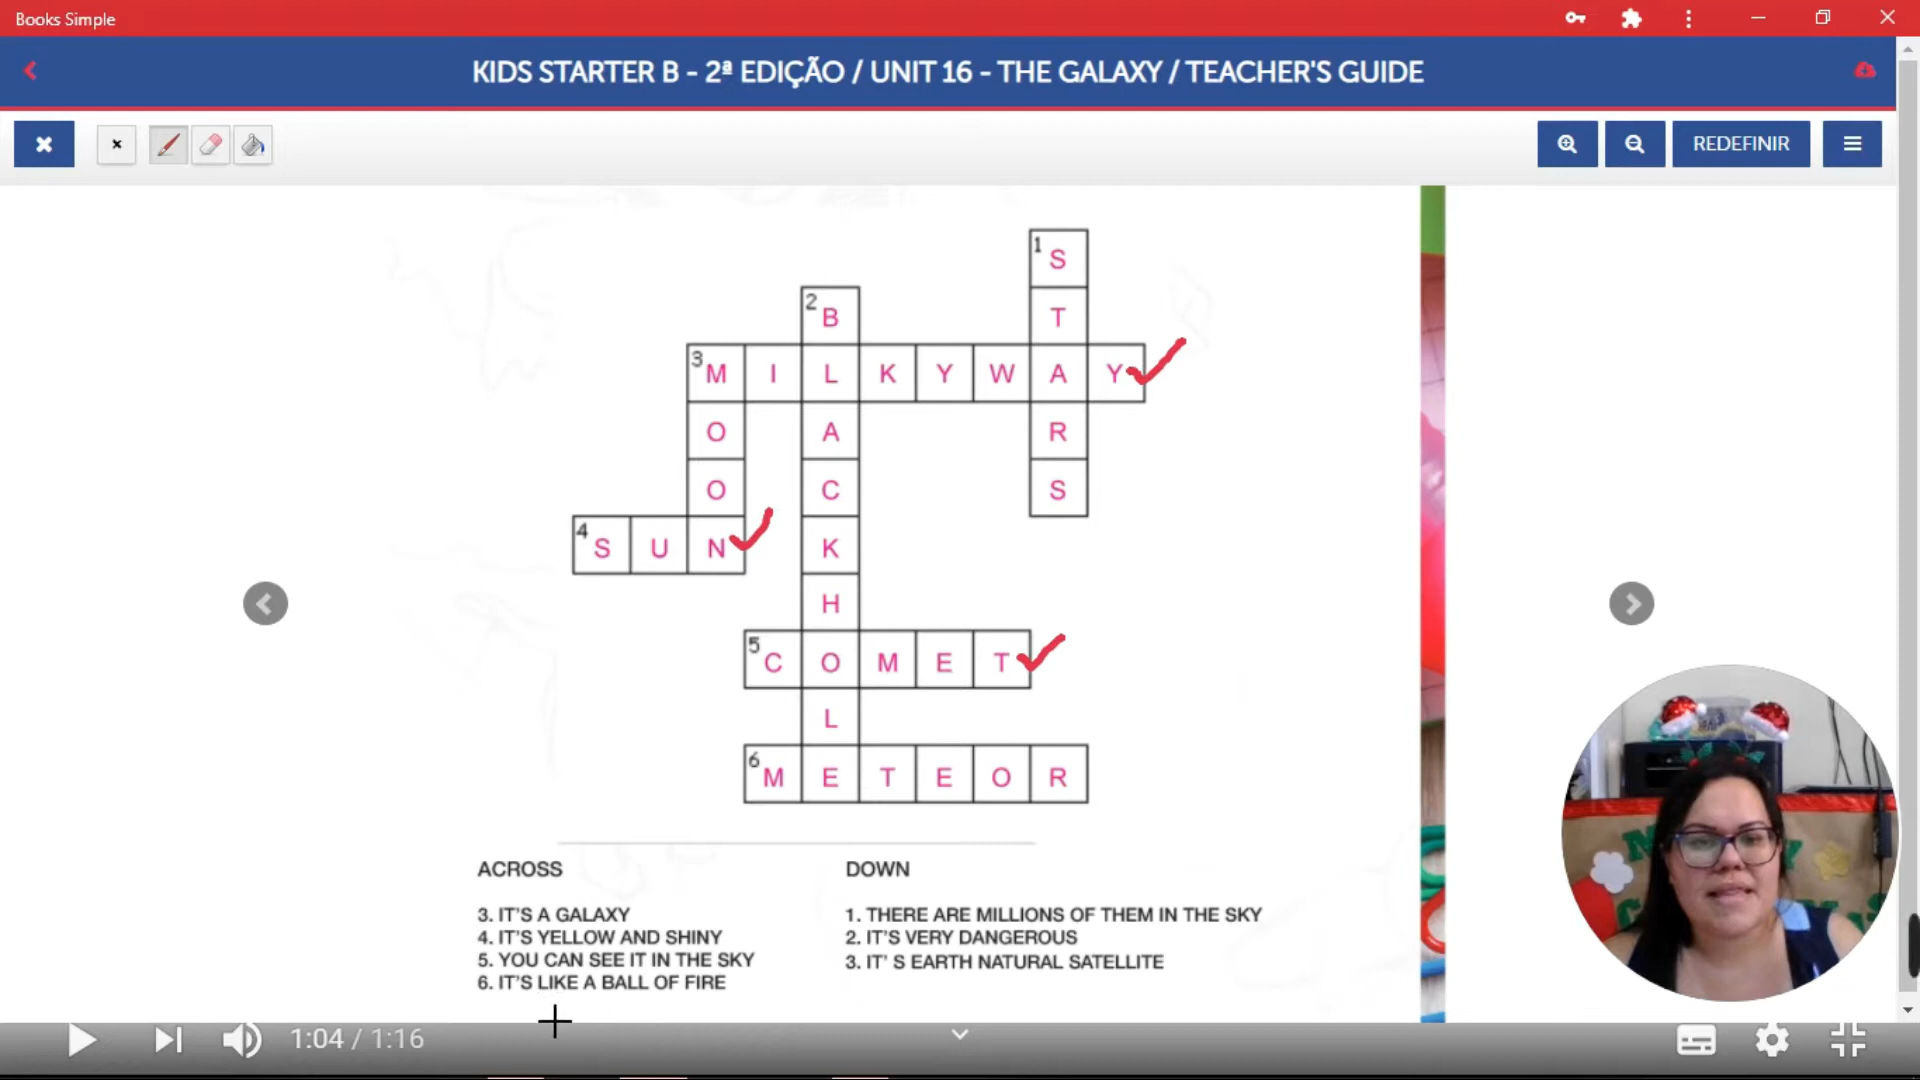 Books Simple
KIDS STARTER B - 2ª EDIÇÃO / UNIT 16 - THE GALAXY / TEACHER'S GUIDE
REDEFINIR
1 S
T
2 B
3 M I L K Y W A Y
O A R
O C S
4 S U N K
H
5 C O M E T
L
6 M E T E O R
ACROSS
3. IT'S A GALAXY
4. IT'S YELLOW AND SHINY
5. YOU CAN SEE IT IN THE SKY
6. IT'S LIKE A BALL OF FIRE
DOWN
1. THERE ARE MILLIONS OF THEM IN THE SKY
2. IT'S VERY DANGEROUS
3. IT' S EARTH NATURAL SATELLITE
1:04 / 1:16